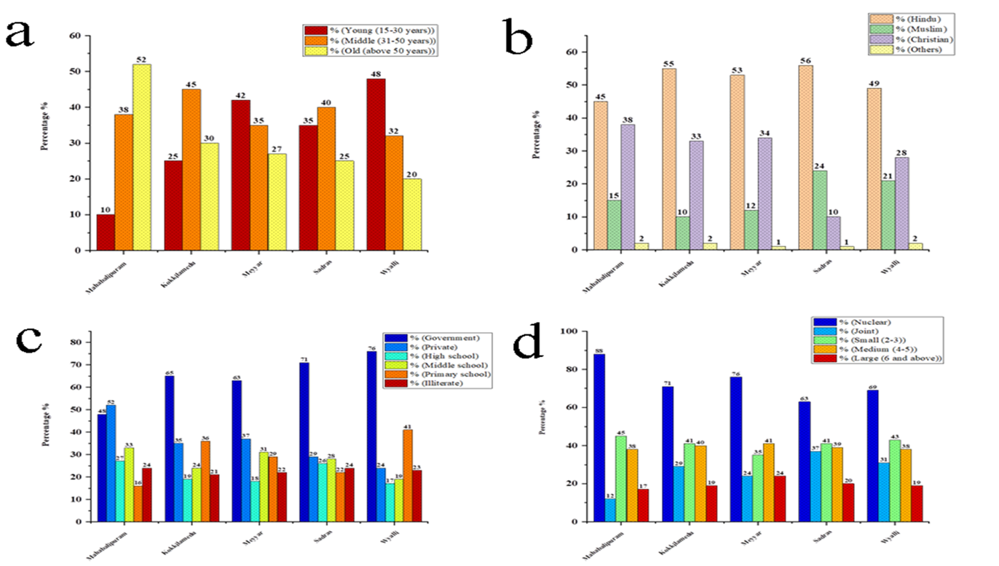 a
% (Young (15-30 years))
% (Middle (31-50 years))
% (Old (above 50 years))
Percentage %
60
50
40
30
20
10
0
10 38 52
25 45 30
42 35 27
35 40 25
48 32 20
Mahabalipuram Kokkilamedu Meyyar Sadras Wyalli
b
% (Hindu)
% (Muslim)
% (Christian)
% (Others)
Percentage %
60
50
40
30
20
10
0
45 15 38 2
55 10 33 2
53 12 34 1
56 24 10 1
49 21 28 2
Mahabalipuram Kokkilamedu Meyyar Sadras Wyalli
c
% (Government)
% (Private)
% (High school)
% (Middle school)
% (Primary school)
% (Illiterate)
Percentage %
80
70
60
50
40
30
20
10
0
48 52 27 33 16 24
65 35 19 24 36 21
63 37 18 31 29 22
71 29 26 28 22 24
76 24 17 19 41 23
Mahabalipuram Kokkilamedu Meyyar Sadras Wyalli
d
% (Nuclear)
% (Joint)
% (Small (2-3))
% (Medium (4-5))
% (Large (6 and above))
Percentage %
100
80
60
40
20
0
88 12 45 38 17
71 29 41 40 19
76 24 35 41 24
63 37 41 39 20
69 31 43 38 19
Mahabalipuram Kokkilamedu Meyyar Sadras Wyalli